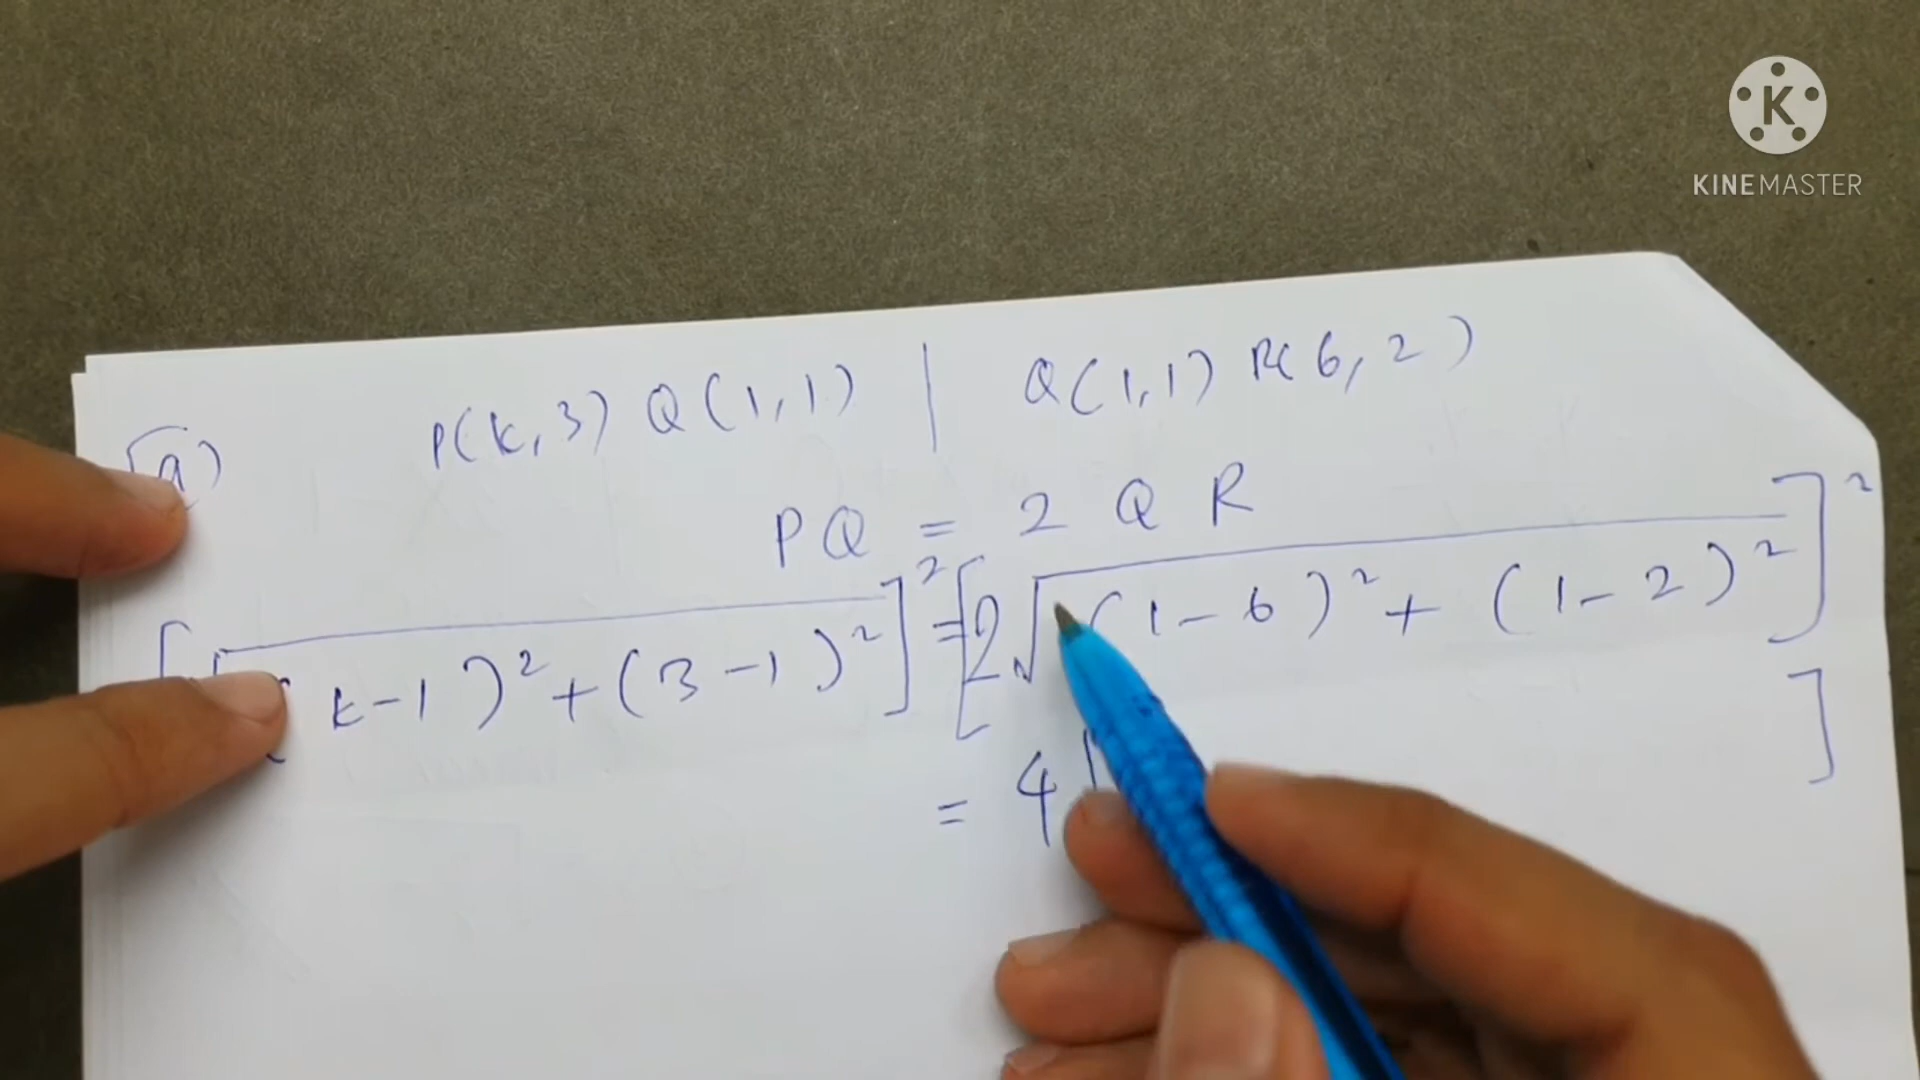 K
KINEMASTER
a) P(k,3) Q(1,1) | Q(1,1) R(6,2)
PQ = 2 QR
[√(k-1)²+(3-1)²]² = [2√(1-6)²+(1-2)²]²
= 4[ ]